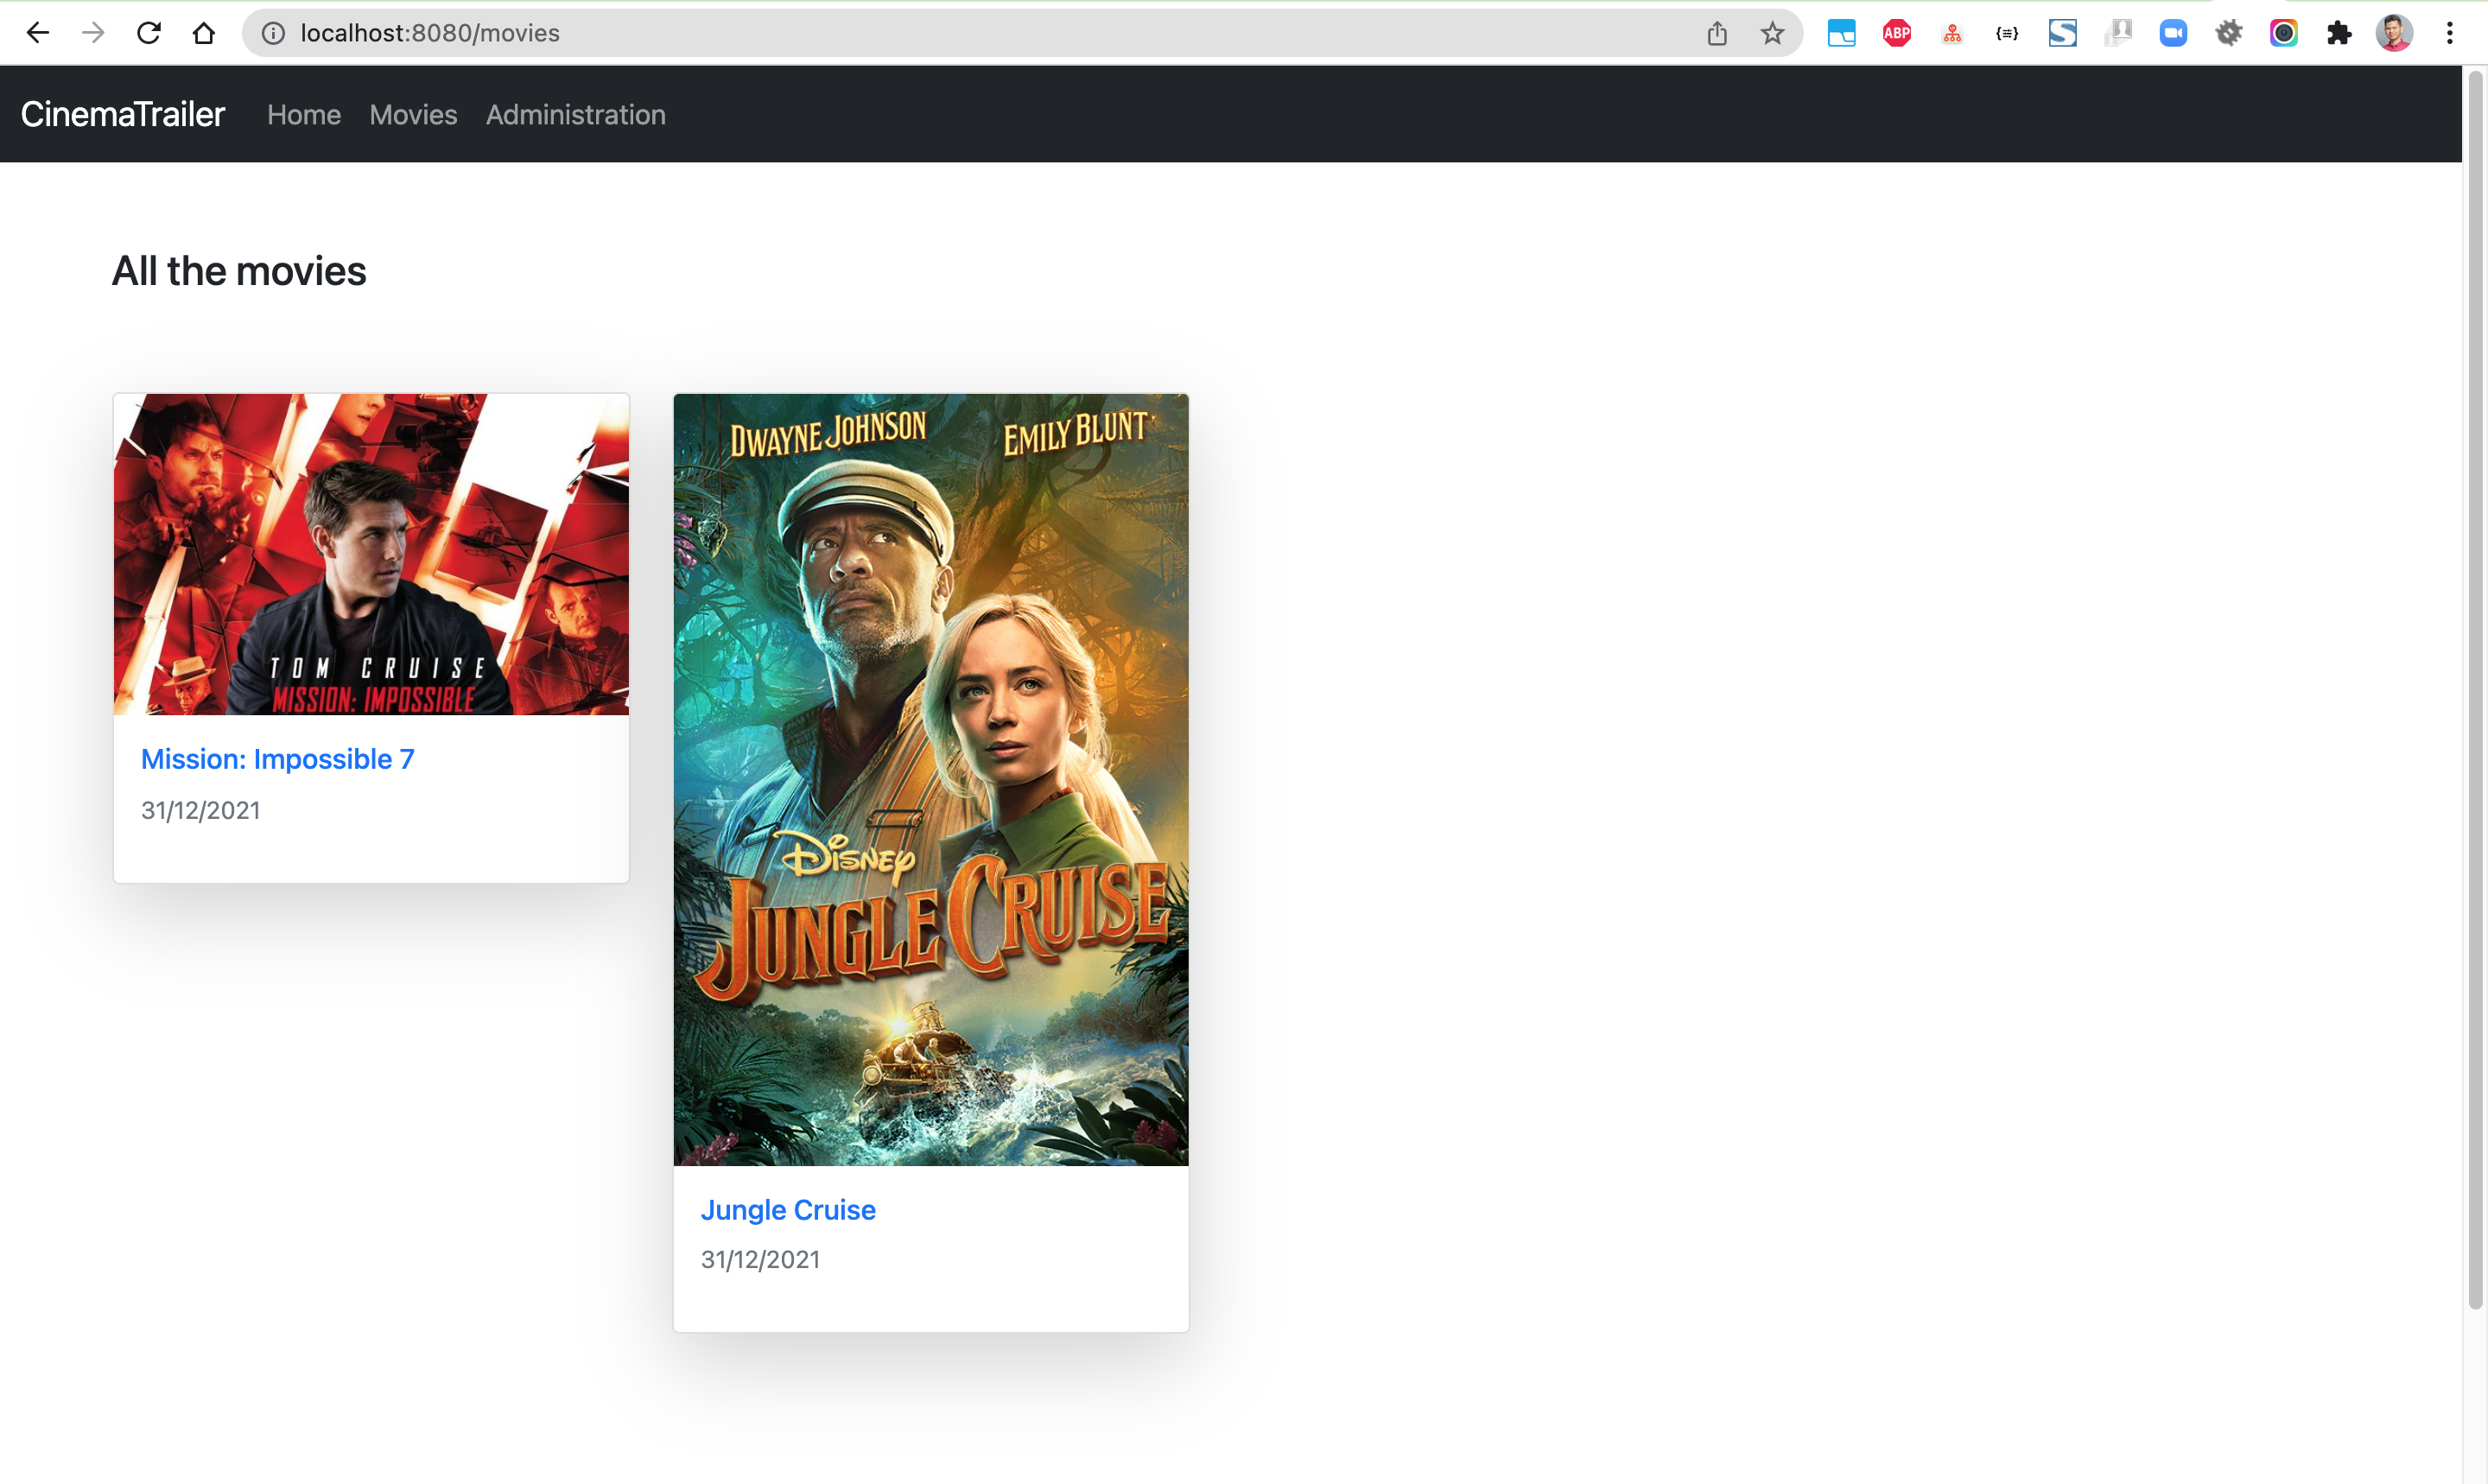 localhost:8080/movies
ABP
CinemaTrailer Home Movies Administration
All the movies
TOM CRUISE
MISSION: IMPOSSIBLE
Mission: Impossible 7
31/12/2021
DWAYNE JOHNSON EMILY BLUNT
DISNEY
JUNGLE CRUISE
Jungle Cruise
31/12/2021